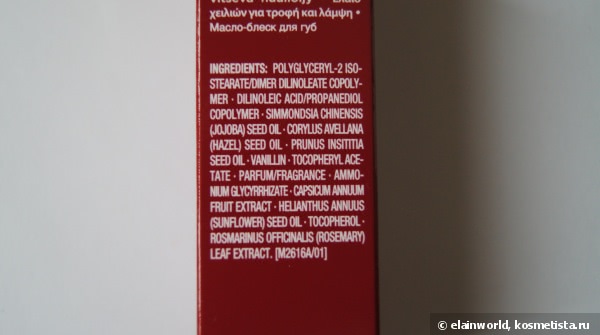 χειλιών για τροφή και λάμψη •
Масло-блеск для губ
INGREDIENTS: POLYGLYCERYL-2 ISO-
STEARATE/DIMER DILINOLEATE COPOLY-
MER • DILINOLEIC ACID/PROPANEDIOL
COPOLYMER • SIMMONDSIA CHINENSIS
(JOJOBA) SEED OIL • CORYLUS AVELLANA
(HAZEL) SEED OIL • PRUNUS INSITITIA
SEED OIL • VANILLIN • TOCOPHERYL ACE-
TATE • PARFUM/FRAGRANCE • AMMO-
NIUM GLYCYRRHIZATE • CAPSICUM ANNUUM
FRUIT EXTRACT • HELIANTHUS ANNUUS
(SUNFLOWER) SEED OIL • TOCOPHEROL •
ROSMARINUS OFFICINALIS (ROSEMARY)
LEAF EXTRACT. [M2616A/01]
© elainworld, kosmetista.ru